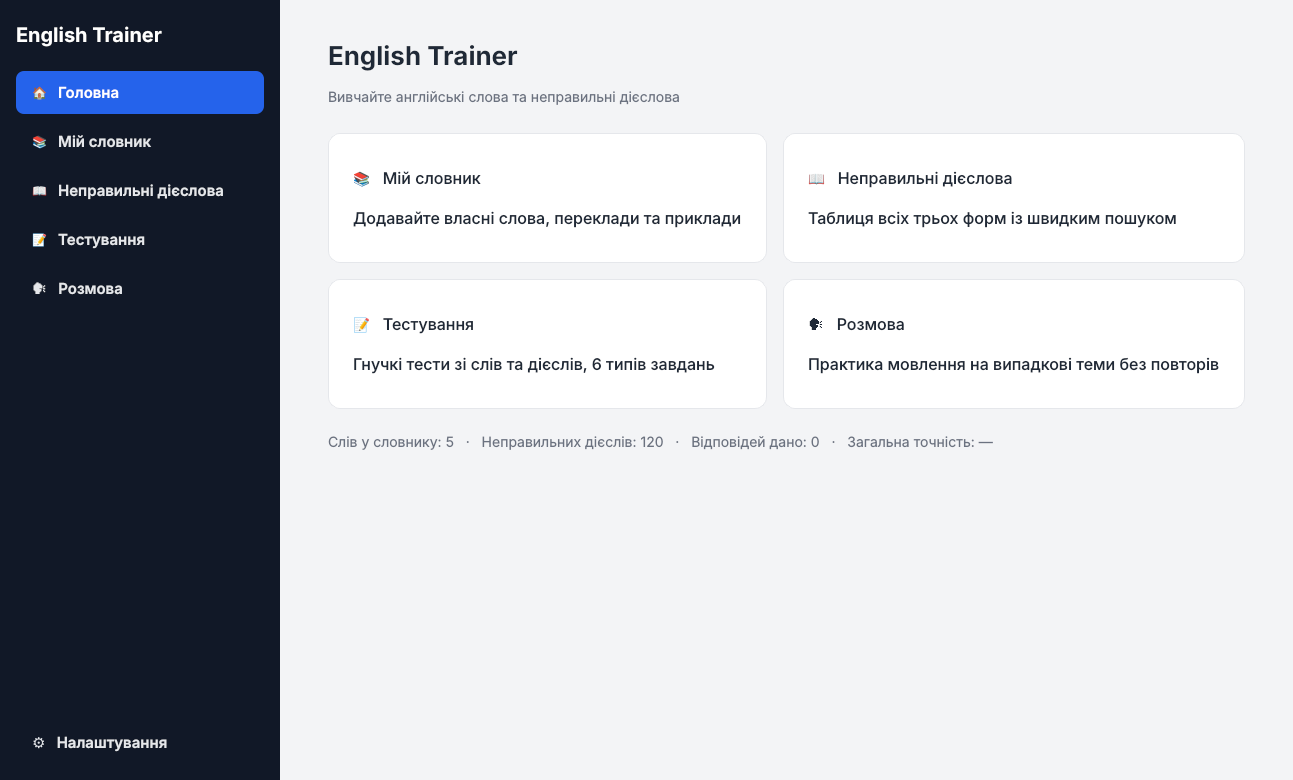 English Trainer
Головна
Мій словник
Неправильні дієслова
Тестування
Розмова
Налаштування
English Trainer
Вивчайте англійські слова та неправильні дієслова
Мій словник
Додавайте власні слова, переклади та приклади
Неправильні дієслова
Таблиця всіх трьох форм із швидким пошуком
Тестування
Гнучкі тести зі слів та дієслів, 6 типів завдань
Розмова
Практика мовлення на випадкові теми без повторів
Слів у словнику: 5 · Неправильних дієслів: 120 · Відповідей дано: 0 · Загальна точність: —